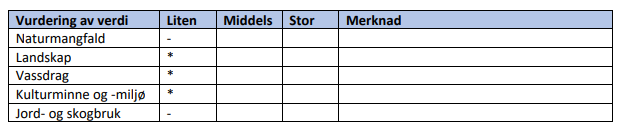 Vurdering av verdi Liten Middels Stor Merknad
Naturmangfald -
Landskap *
Vassdrag *
Kulturminne og -miljø *
Jord- og skogbruk -